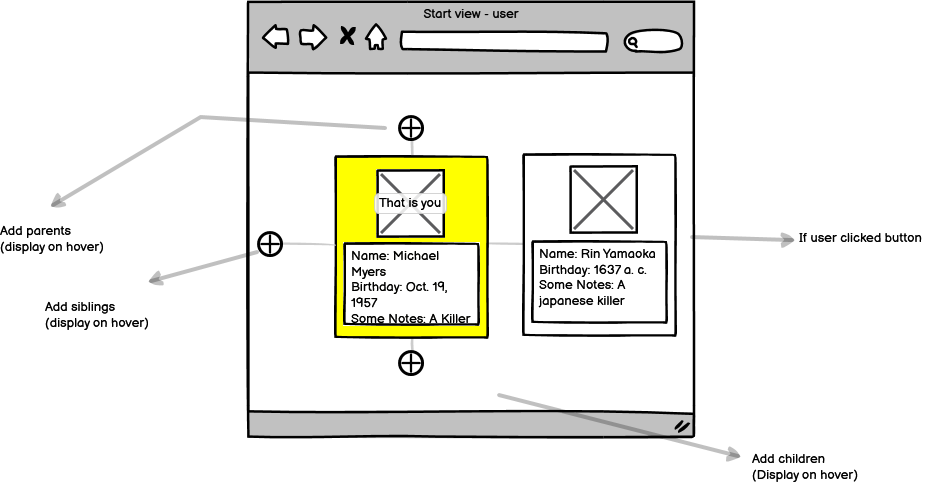 Start view - user
Add parents
(display on hover)
Add siblings
(display on hover)
That is you
Name: Michael
Myers
Birthday: Oct. 19,
1957
Some Notes: A Killer
Name: Rin Yamaoka
Birthday: 1637 a. c.
Some Notes: A
japanese killer
If user clicked button
Add children
(Display on hover)